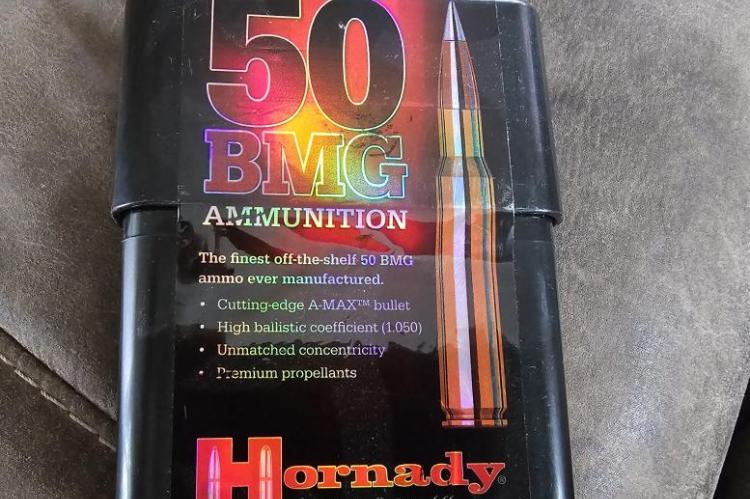 50
BMG
AMMUNITION
The finest off-the-shelf 50 BMG
ammo ever manufactured.
• Cutting-edge A-MAX™ bullet
• High ballistic coefficient (1.050)
• Unmatched concentricity
• Premium propellants
Hornady®